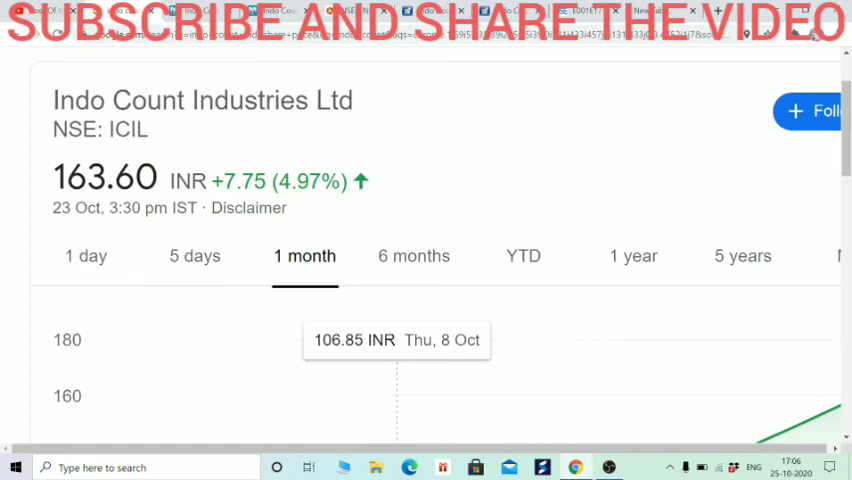 SUBSCRIBE AND SHARE THE VIDEO
Indo Count Industries Ltd
NSE: ICIL
+ Foll
163.60 INR +7.75 (4.97%) ↑
23 Oct, 3:30 pm IST · Disclaimer
1 day 5 days 1 month 6 months YTD 1 year 5 years
180
106.85 INR Thu, 8 Oct
160
Type here to search
ENG
17:06
25-10-2020